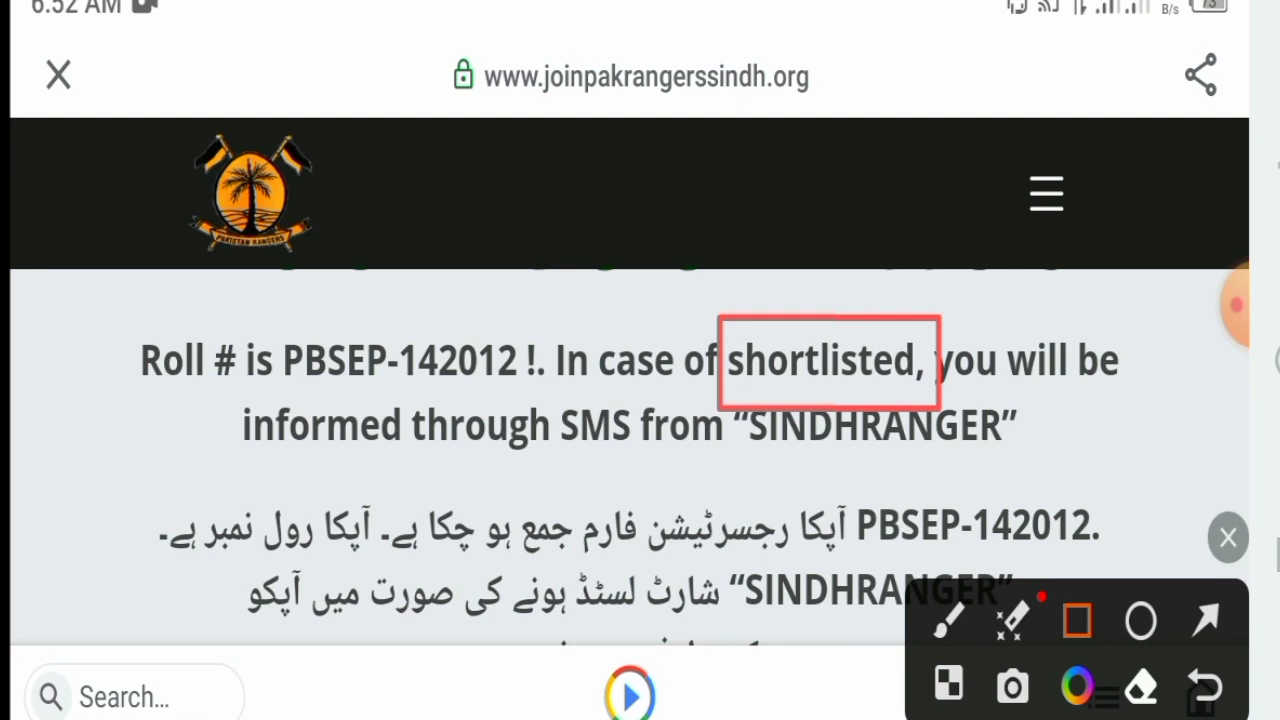 6:52 AM
B/s
73
www.joinpakrangerssindh.org
PAKISTAN RANGERS
Roll # is PBSEP-142012 !. In case of shortlisted, you will be
informed through SMS from “SINDHRANGER”
آپکا رجسرٹیشن فارم جمع ہو چکا ہے۔ آپکا رول نمبر ہے۔ PBSEP-142012.
شارٹ لسٹڈ ہونے کی صورت میں آپکو “SINDHRANGER”
Search...